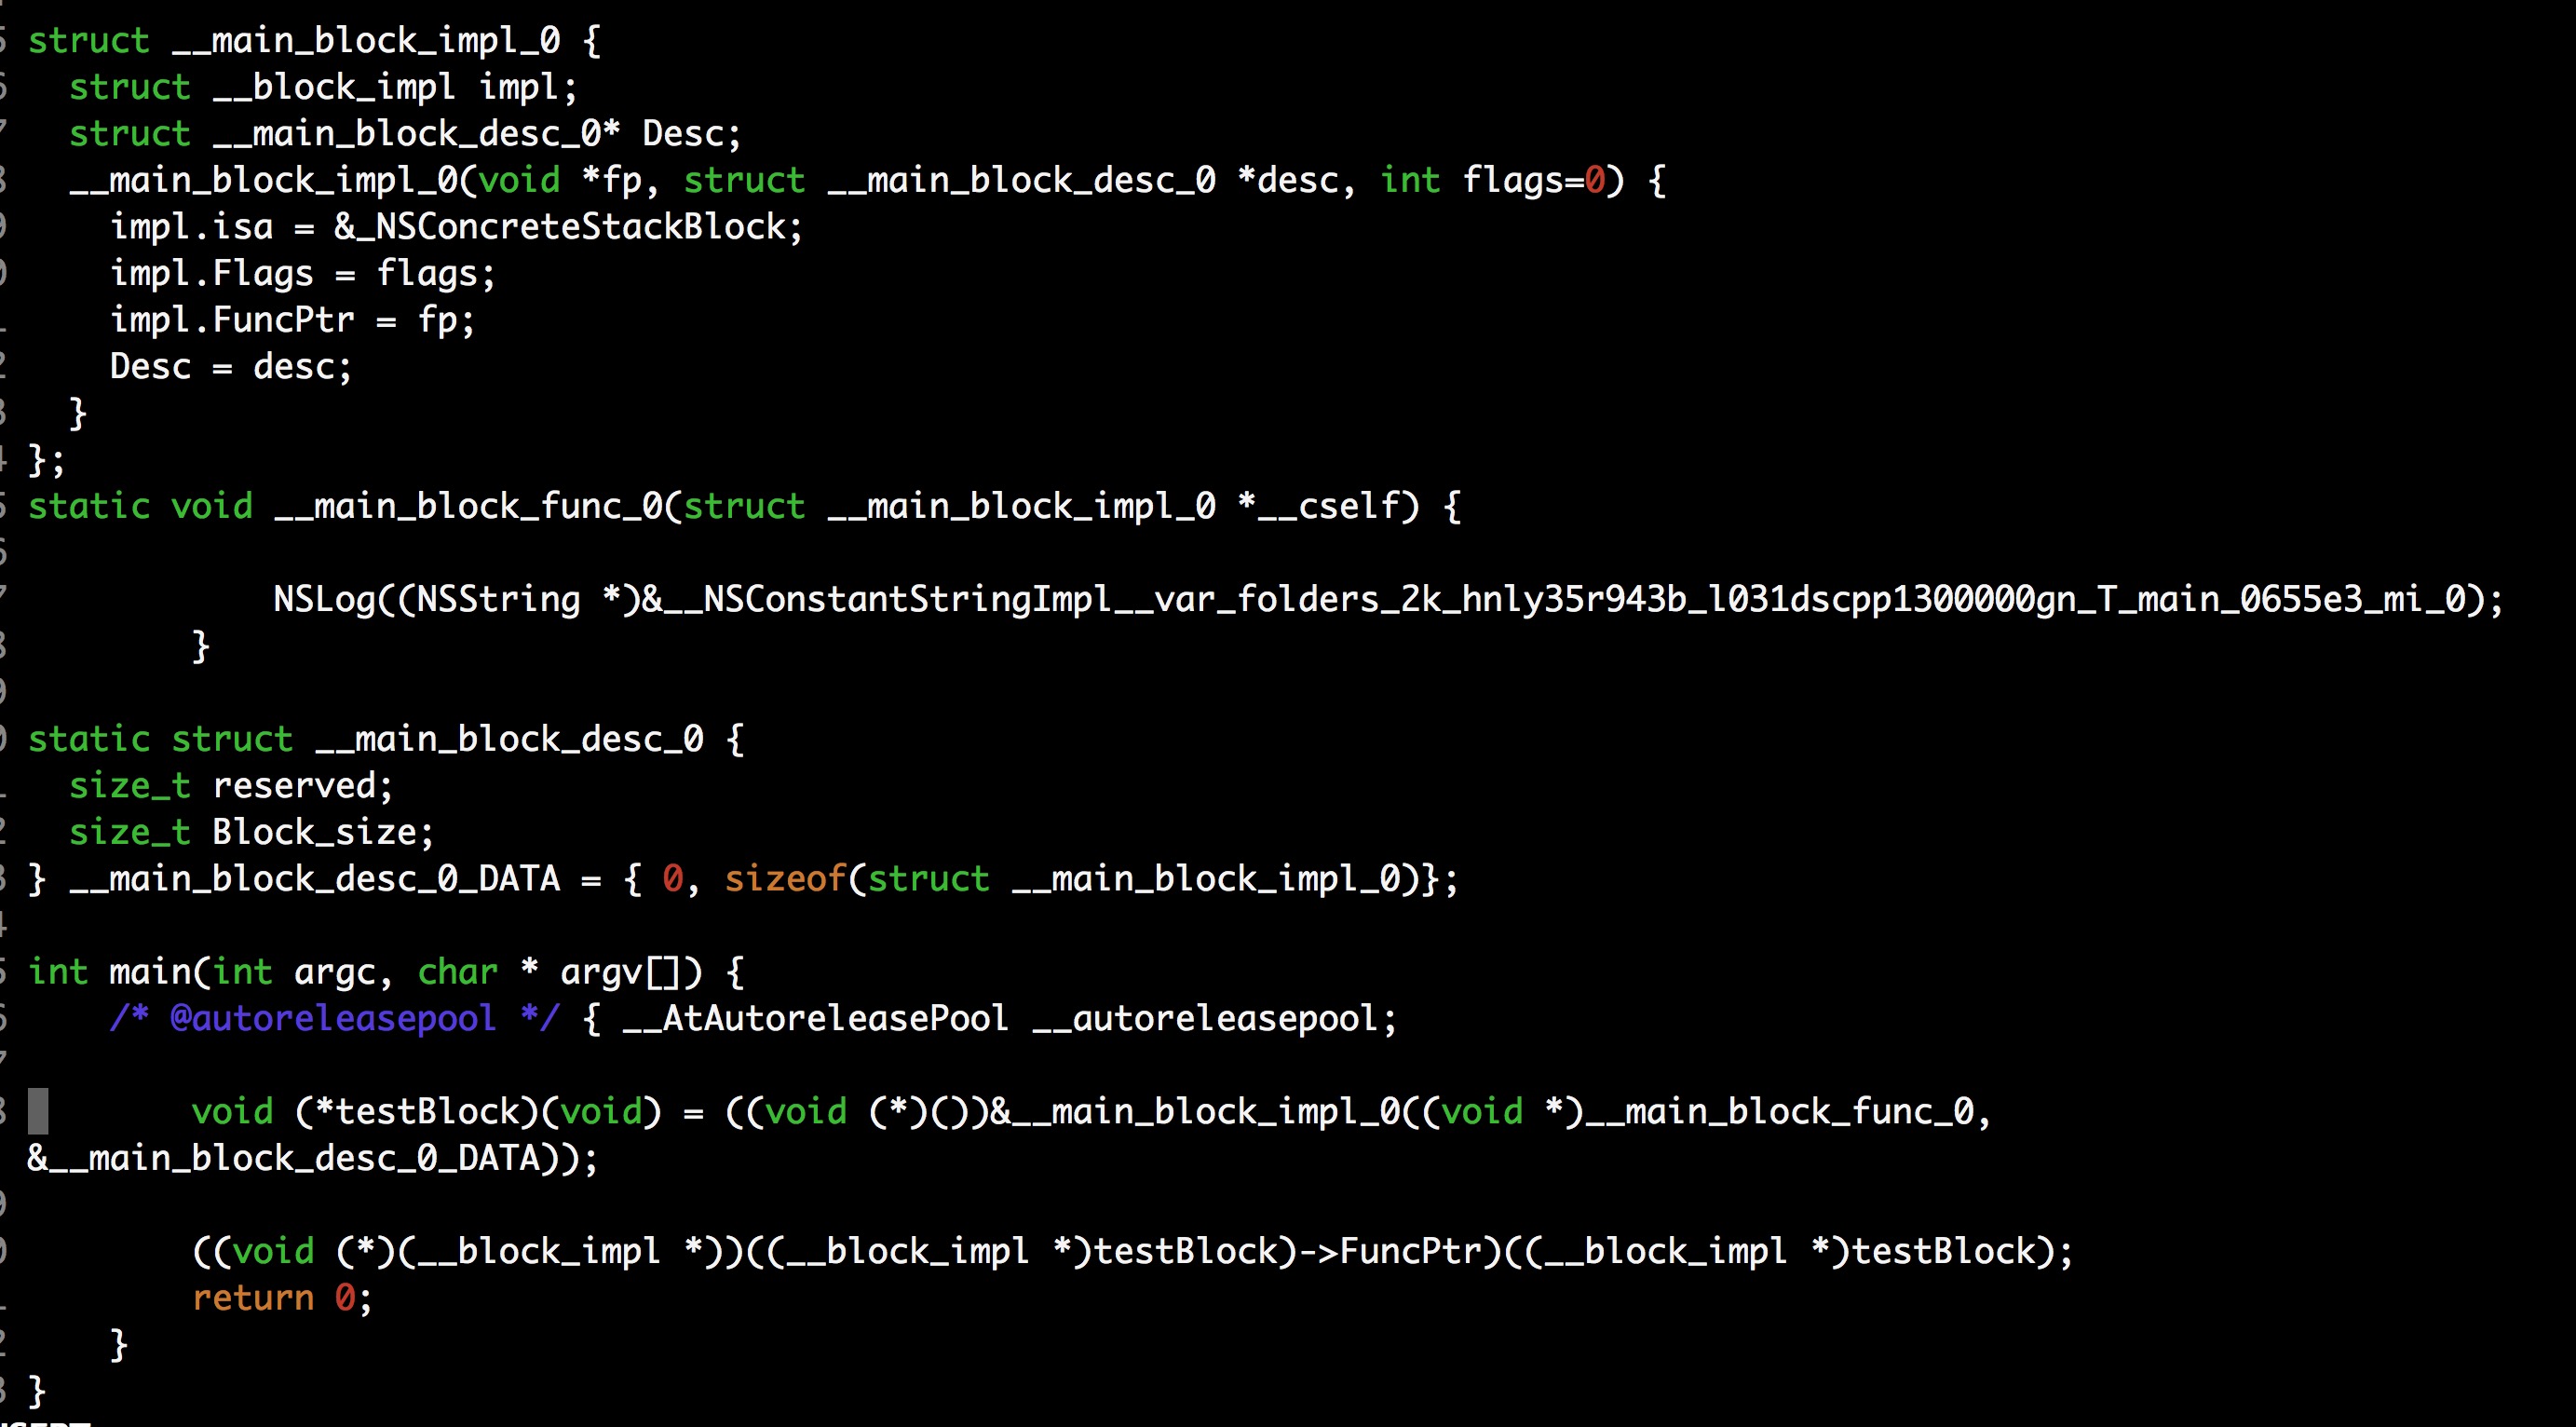 struct __main_block_impl_0 {
  struct __block_impl impl;
  struct __main_block_desc_0* Desc;
  __main_block_impl_0(void *fp, struct __main_block_desc_0 *desc, int flags=0) {
    impl.isa = &_NSConcreteStackBlock;
    impl.Flags = flags;
    impl.FuncPtr = fp;
    Desc = desc;
  }
};
static void __main_block_func_0(struct __main_block_impl_0 *__cself) {
            NSLog((NSString *)&__NSConstantStringImpl__var_folders_2k_hnly35r943b_l031dscpp1300000gn_T_main_0655e3_mi_0);
        }
static struct __main_block_desc_0 {
  size_t reserved;
  size_t Block_size;
} __main_block_desc_0_DATA = { 0, sizeof(struct __main_block_impl_0)};
int main(int argc, char * argv[]) {
    /* @autoreleasepool */ { __AtAutoreleasePool __autoreleasepool;
        void (*testBlock)(void) = ((void (*)())&__main_block_impl_0((void *)__main_block_func_0,
&__main_block_desc_0_DATA));
        ((void (*)(__block_impl *))((__block_impl *)testBlock)->FuncPtr)((__block_impl *)testBlock);
        return 0;
    }
}